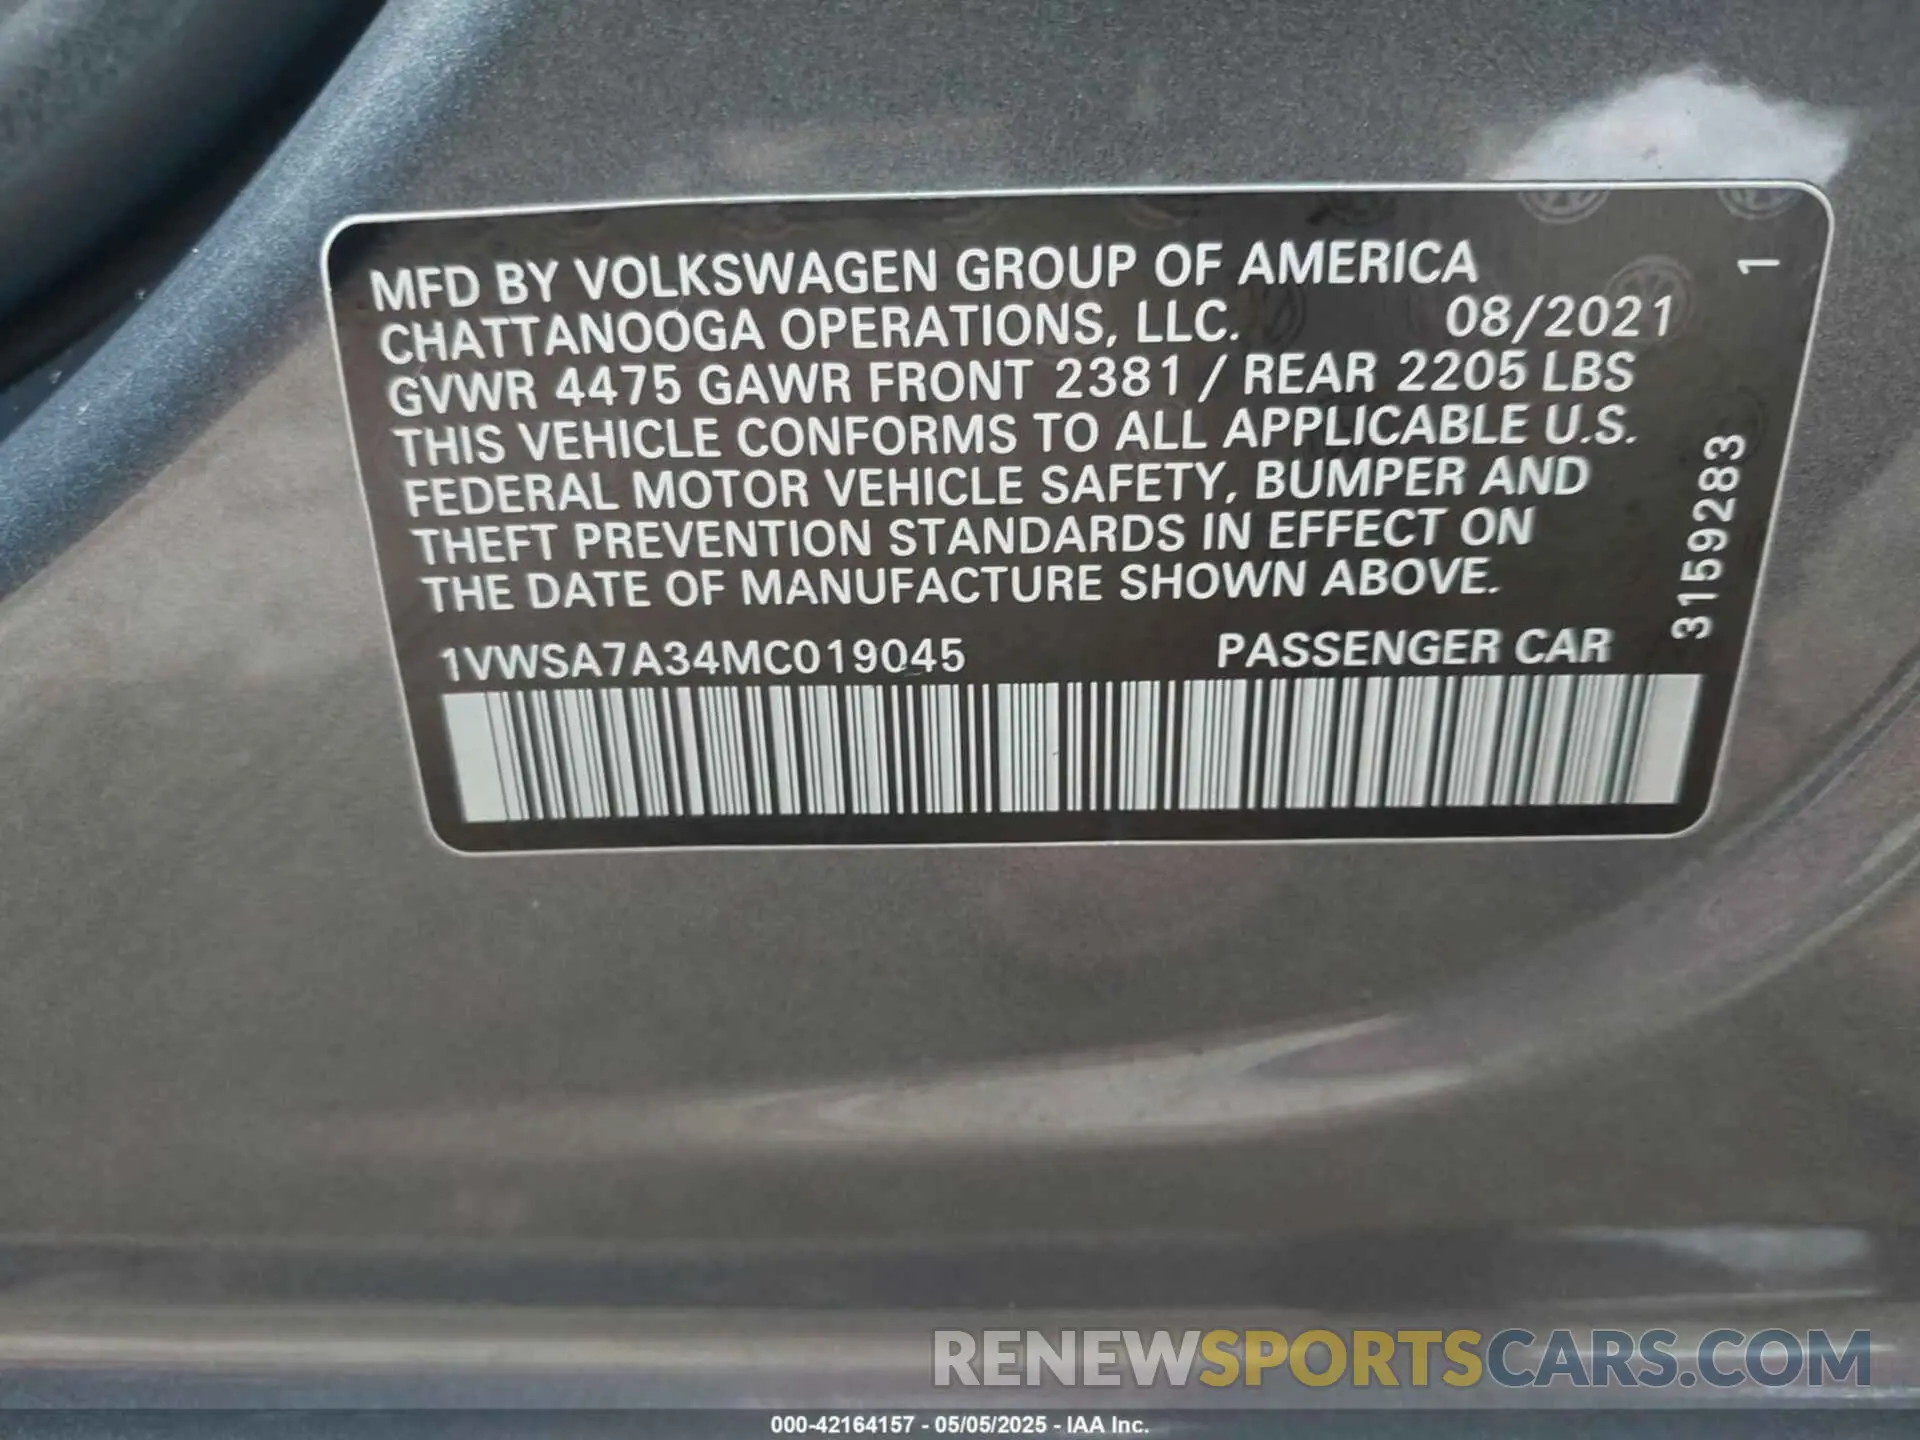 MFD BY VOLKSWAGEN GROUP OF AMERICA
CHATTANOOGA OPERATIONS, LLC. 08/2021
GVWR 4475 GAWR FRONT 2381 / REAR 2205 LBS
THIS VEHICLE CONFORMS TO ALL APPLICABLE U.S.
FEDERAL MOTOR VEHICLE SAFETY, BUMPER AND
THEFT PREVENTION STANDARDS IN EFFECT ON
THE DATE OF MANUFACTURE SHOWN ABOVE.
1VWSA7A34MC019045 PASSENGER CAR
3159283 1
RENEWSPORTSCARS.COM
000-42164157 - 05/05/2025 - IAA Inc.